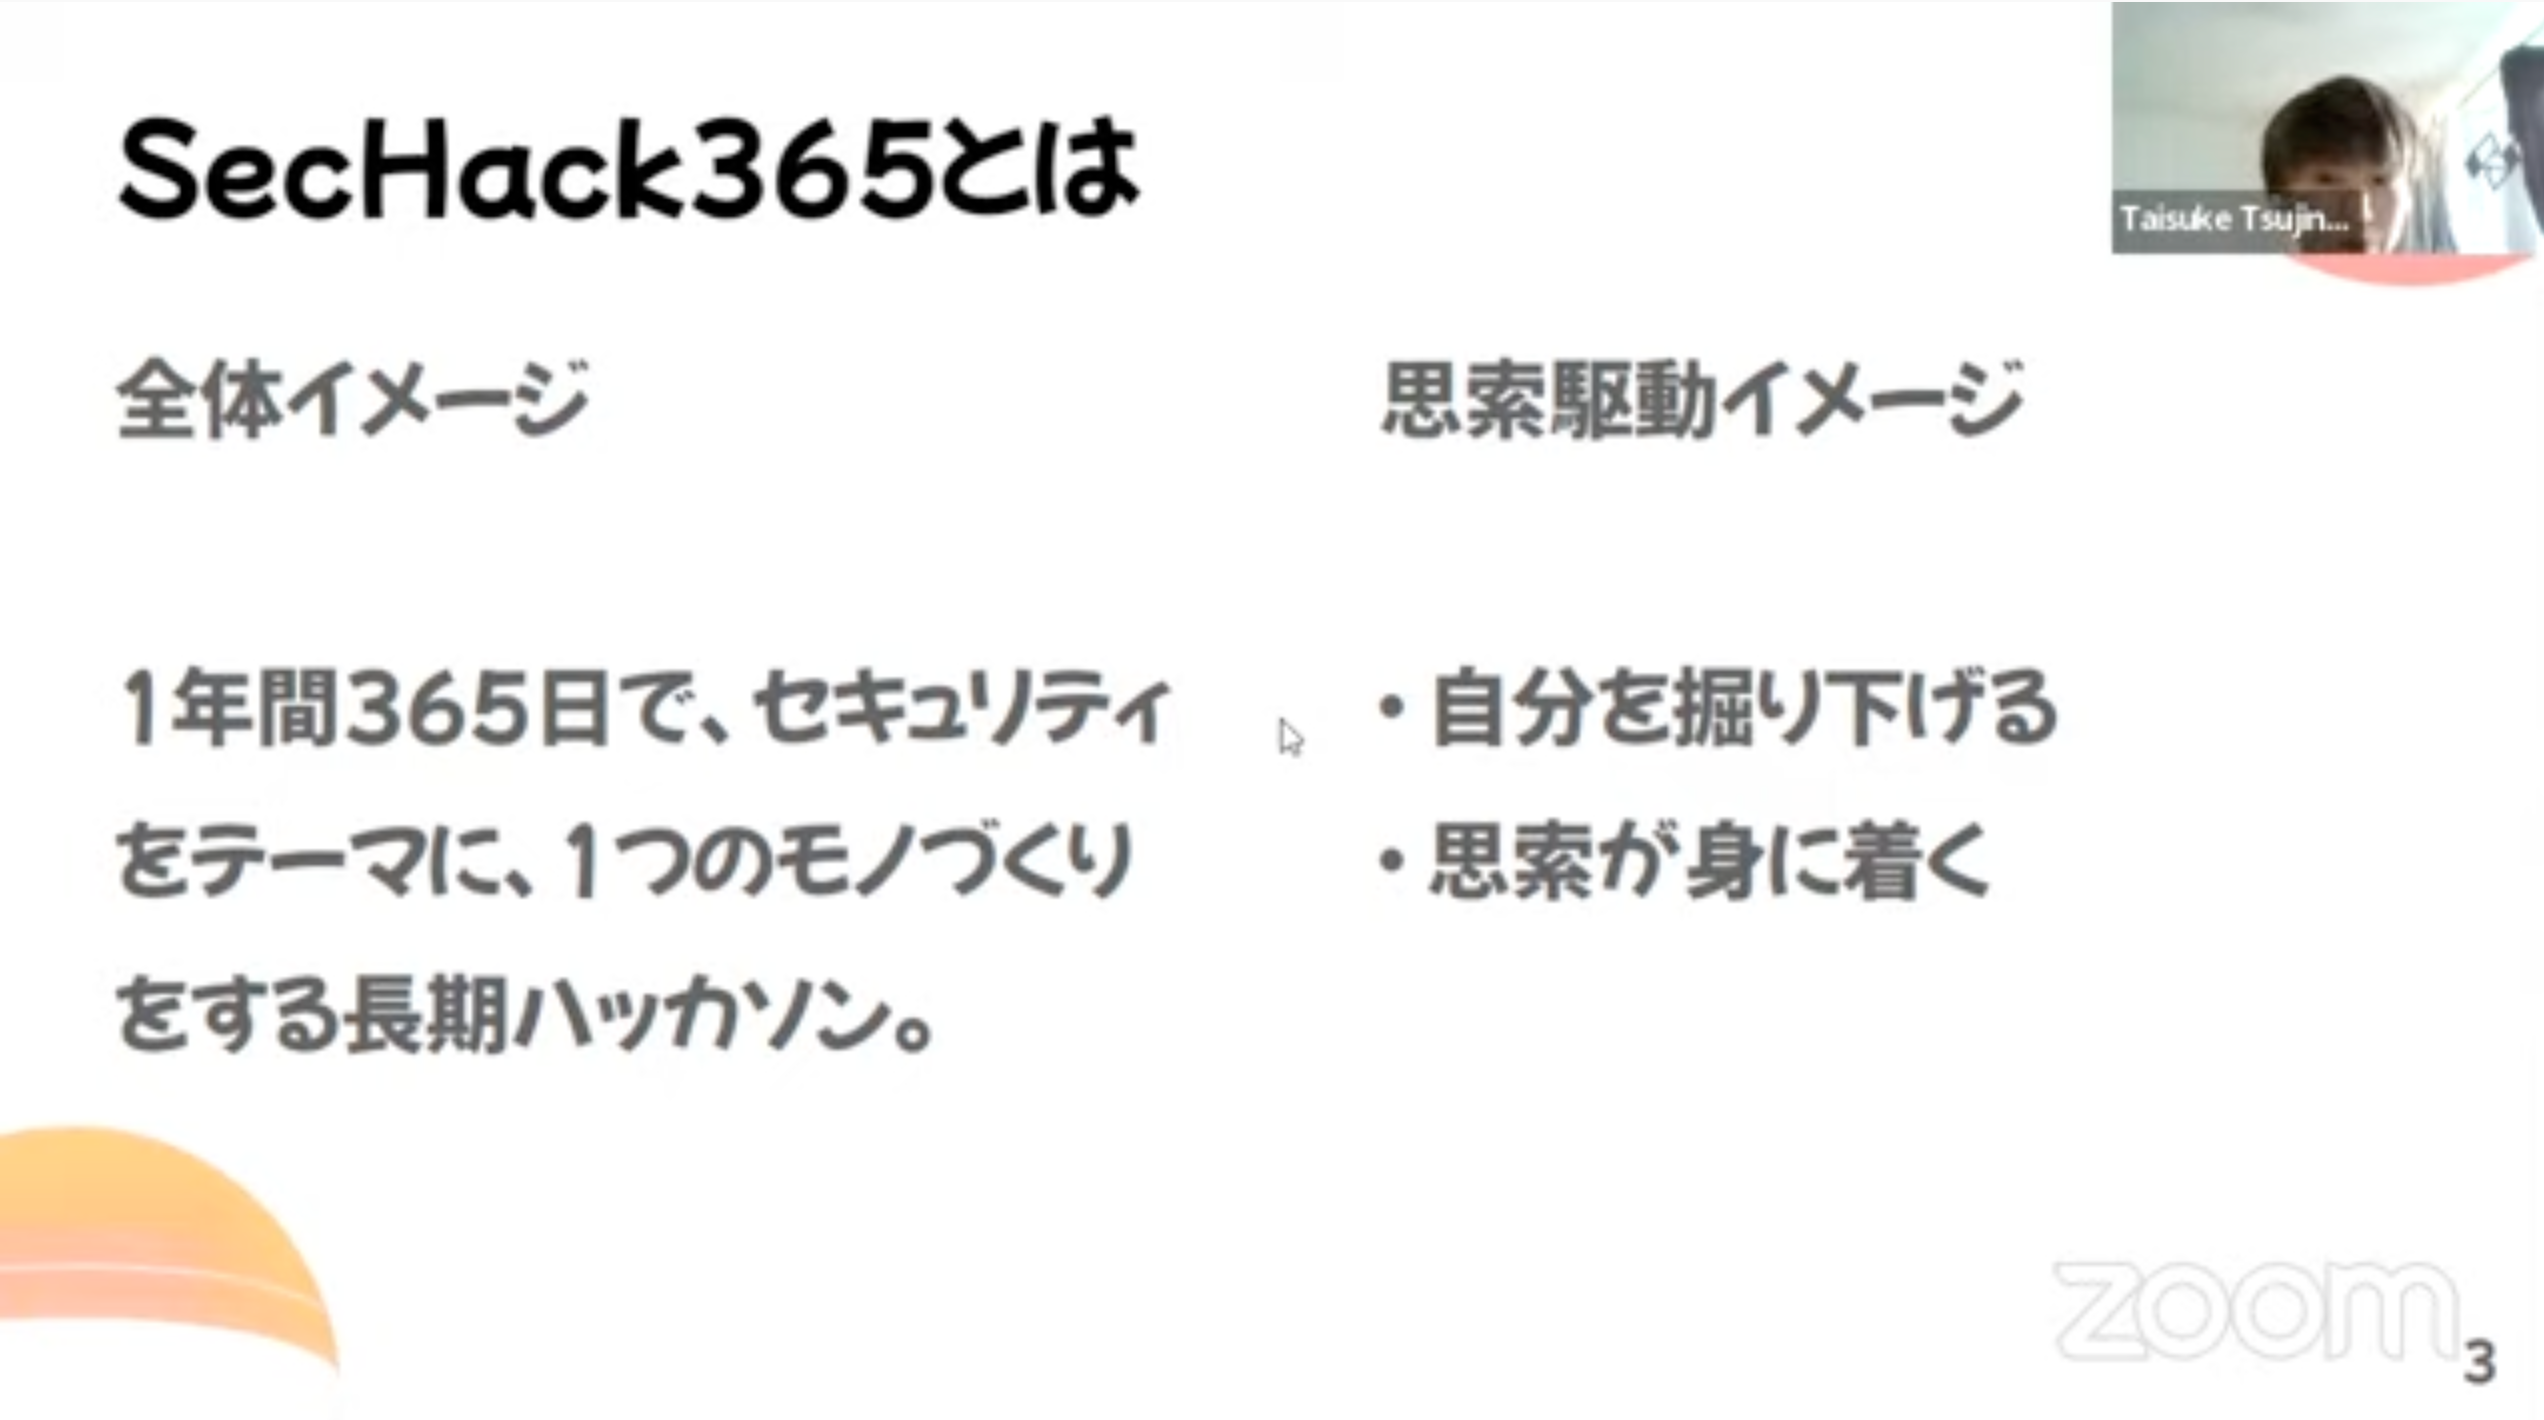 SecHack365とは
Taisuke Tsujin...
全体イメージ
1年間365日で、セキュリティ
をテーマに、1つのモノづくり
をする長期ハッカソン。
思索駆動イメージ
・自分を掘り下げる
・思索が身に着く
zoom
3